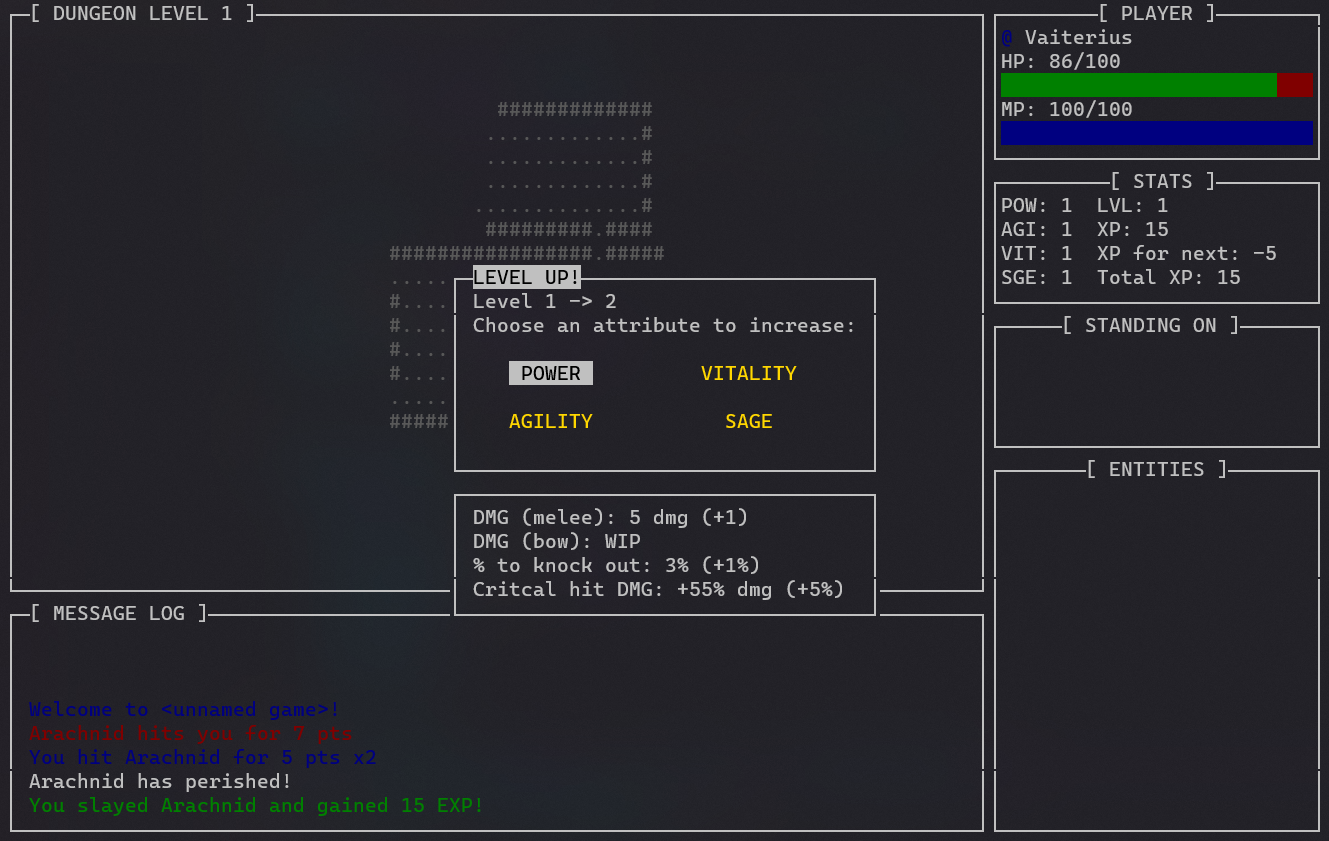 [ DUNGEON LEVEL 1 ]
#############
.............#
.............#
.............#
..............#
#########.####
#################.#####
.....
#....
#....
#....
#....
.....
#####
LEVEL UP!
Level 1 -> 2
Choose an attribute to increase:
POWER VITALITY
AGILITY SAGE
DMG (melee): 5 dmg (+1)
DMG (bow): WIP
% to knock out: 3% (+1%)
Critcal hit DMG: +55% dmg (+5%)
[ MESSAGE LOG ]
Welcome to <unnamed game>!
Arachnid hits you for 7 pts
You hit Arachnid for 5 pts x2
Arachnid has perished!
You slayed Arachnid and gained 15 EXP!
[ PLAYER ]
@ Vaiterius
HP: 86/100
MP: 100/100
[ STATS ]
POW: 1 LVL: 1
AGI: 1 XP: 15
VIT: 1 XP for next: -5
SGE: 1 Total XP: 15
[ STANDING ON ]
[ ENTITIES ]